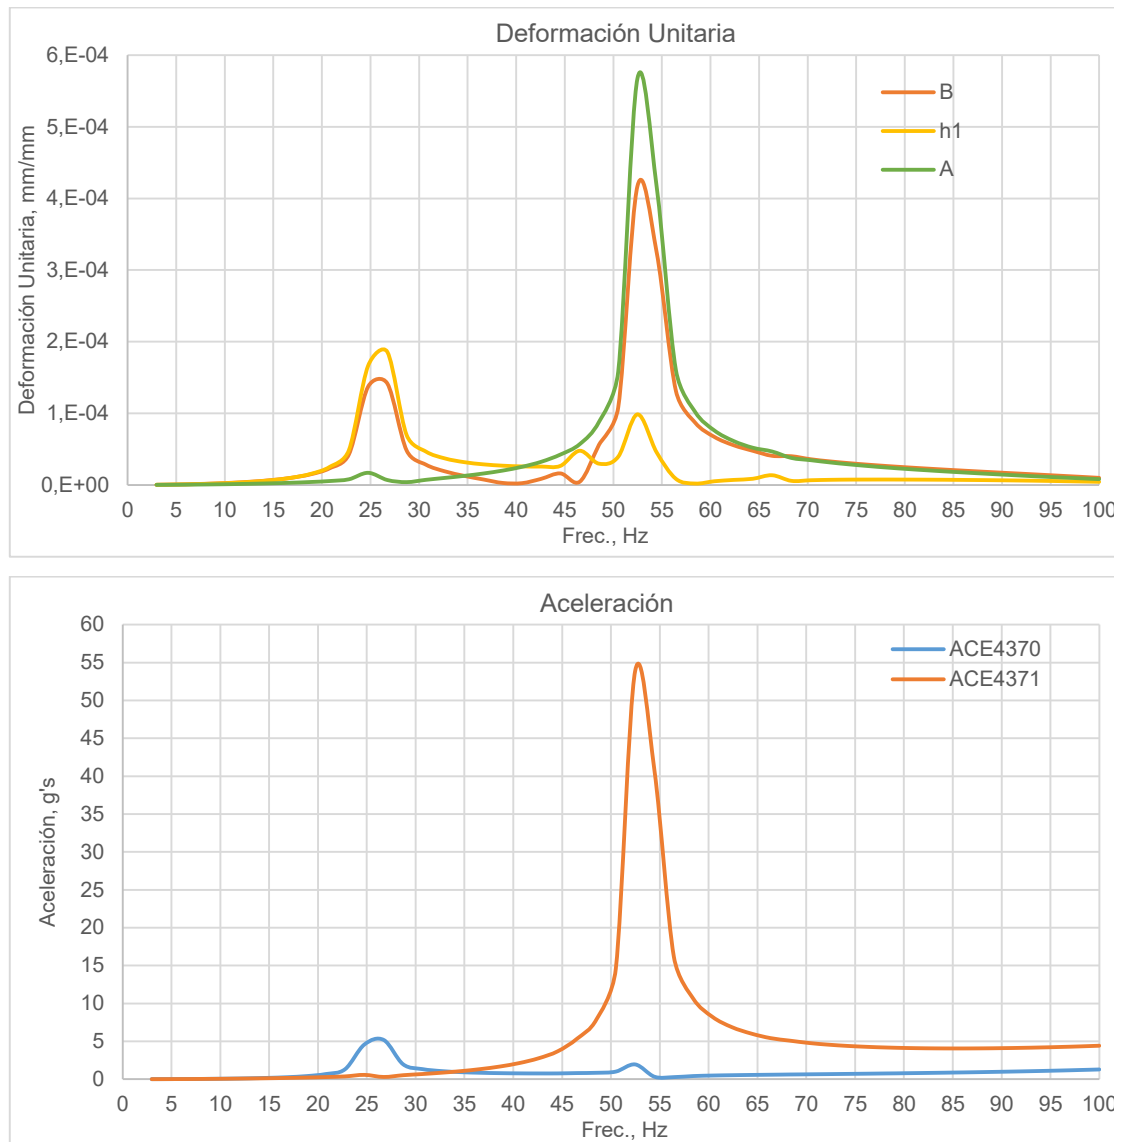 Deformación Unitaria
6,E-04
5,E-04
4,E-04
3,E-04
2,E-04
1,E-04
0,E+00
Deformación Unitaria, mm/mm
B
h1
A
0 5 10 15 20 25 30 35 40 45 50 55 60 65 70 75 80 85 90 95 100
Frec., Hz
Aceleración
60
55
50
45
40
35
30
25
20
15
10
5
0
Aceleración, g's
ACE4370
ACE4371
0 5 10 15 20 25 30 35 40 45 50 55 60 65 70 75 80 85 90 95 100
Frec., Hz